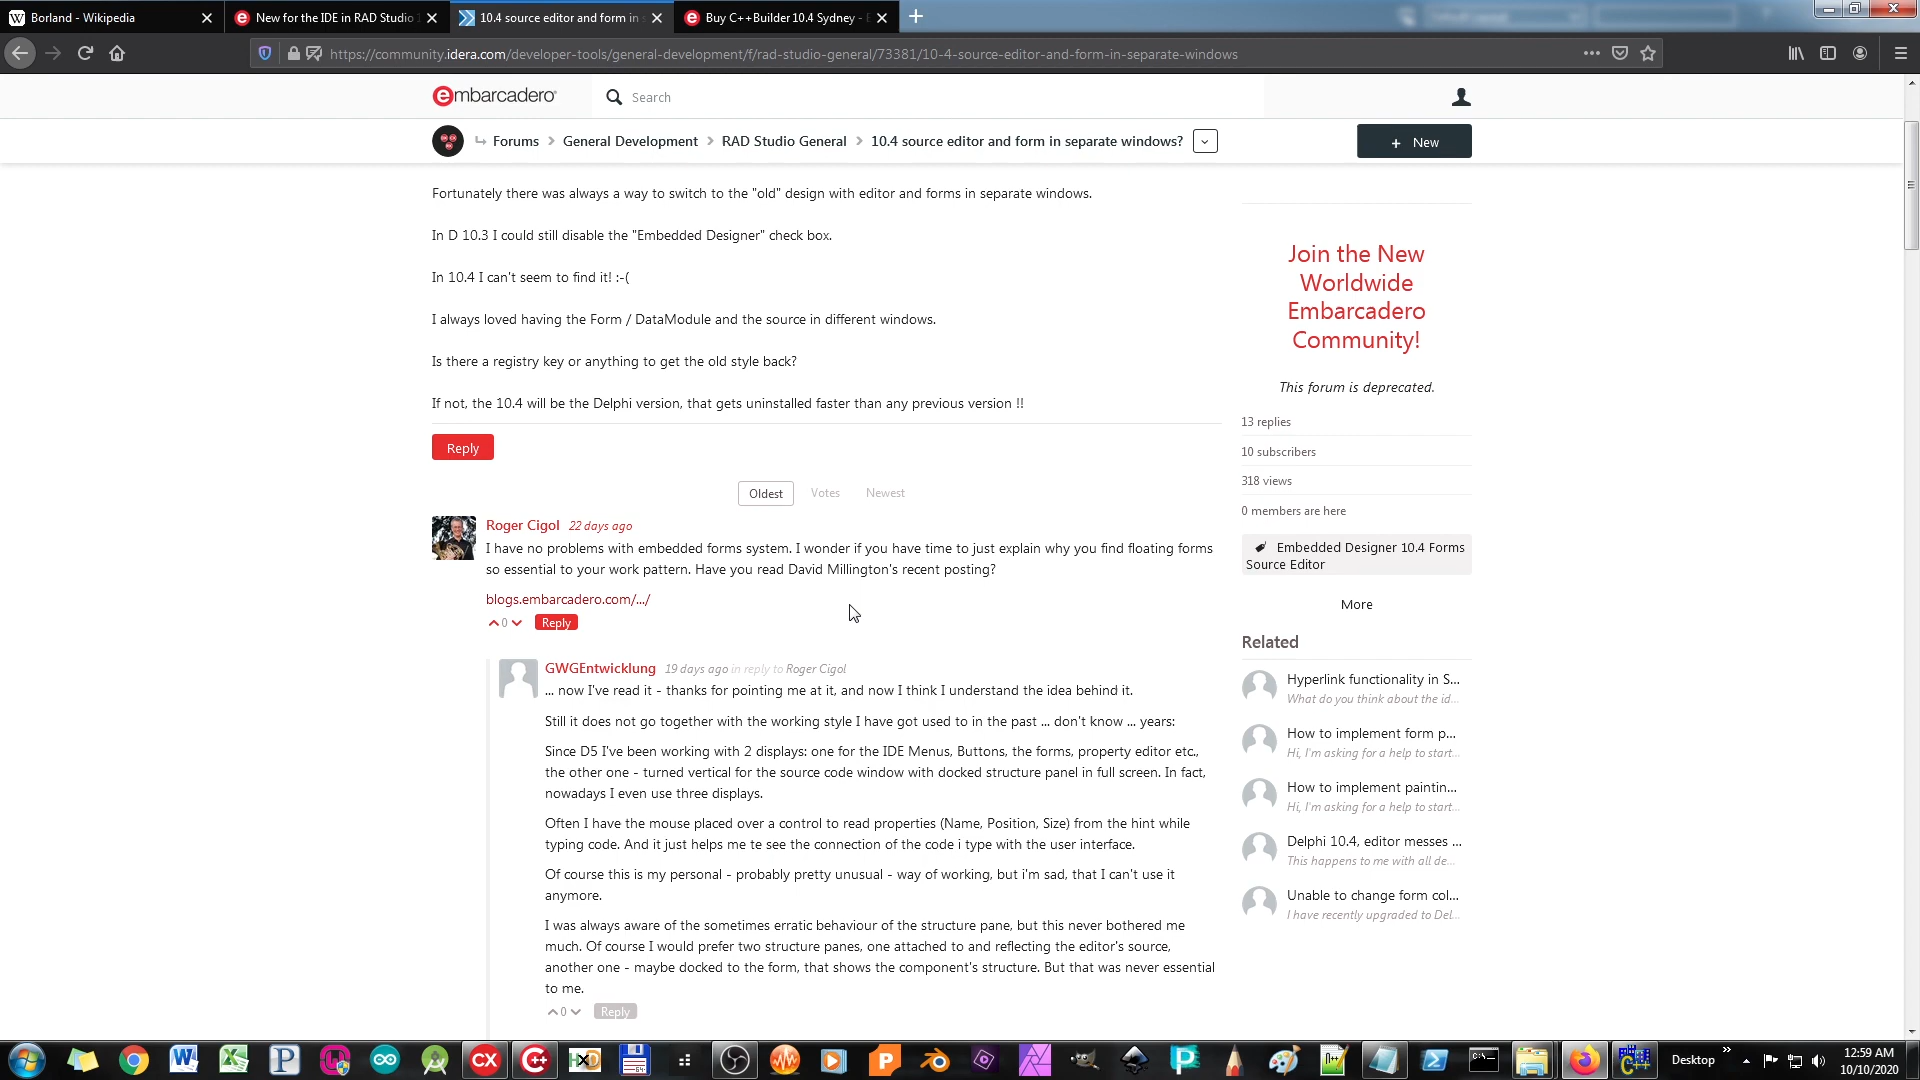 Borland - Wikipedia
New for the IDE in RAD Studio
10.4 source editor and form in
Buy C++Builder 10.4 Sydney -
https://community.idera.com/developer-tools/general-development/f/rad-studio-general/73381/10-4-source-editor-and-form-in-separate-windows
embarcadero
Search
Forums > General Development > RAD Studio General > 10.4 source editor and form in separate windows?
+ New
Fortunately there was always a way to switch to the "old" design with editor and forms in separate windows.
In D 10.3 I could still disable the "Embedded Designer" check box.
In 10.4 I can't seem to find it! :-(
I always loved having the Form / DataModule and the source in different windows.
Is there a registry key or anything to get the old style back?
If not, the 10.4 will be the Delphi version, that gets uninstalled faster than any previous version !!
Reply
Oldest Votes Newest
Roger Cigol 22 days ago
I have no problems with embedded forms system. I wonder if you have time to just explain why you find floating forms
so essential to your work pattern. Have you read David Millington's recent posting?
blogs.embarcadero.com/.../
0 Reply
GWGEntwicklung 19 days ago in reply to Roger Cigol
... now I've read it - thanks for pointing me at it, and now I think I understand the idea behind it.
Still it does not go together with the working style I have got used to in the past ... don't know ... years:
Since D5 I've been working with 2 displays: one for the IDE Menus, Buttons, the forms, property editor etc.,
the other one - turned vertical for the source code window with docked structure panel in full screen. In fact,
nowadays I even use three displays.
Often I have the mouse placed over a control to read properties (Name, Position, Size) from the hint while
typing code. And it just helps me te see the connection of the code i type with the user interface.
Of course this is my personal - probably pretty unusual - way of working, but i'm sad, that I can't use it
anymore.
I was always aware of the sometimes erratic behaviour of the structure pane, but this never bothered me
much. Of course I would prefer two structure panes, one attached to and reflecting the editor's source,
another one - maybe docked to the form, that shows the component's structure. But that was never essential
to me.
0 Reply
Join the New
Worldwide
Embarcadero
Community!
This forum is deprecated.
13 replies
10 subscribers
318 views
0 members are here
Embedded Designer 10.4 Forms
Source Editor
More
Related
Hyperlink functionality in S...
What do you think about the id...
How to implement form p...
Hi, I'm asking for a help to start...
How to implement paintin...
Hi, I'm asking for a help to start...
Delphi 10.4, editor messes ...
This happens to me with all de...
Unable to change form col...
I have recently upgraded to Del...
Desktop
12:59 AM
10/10/2020